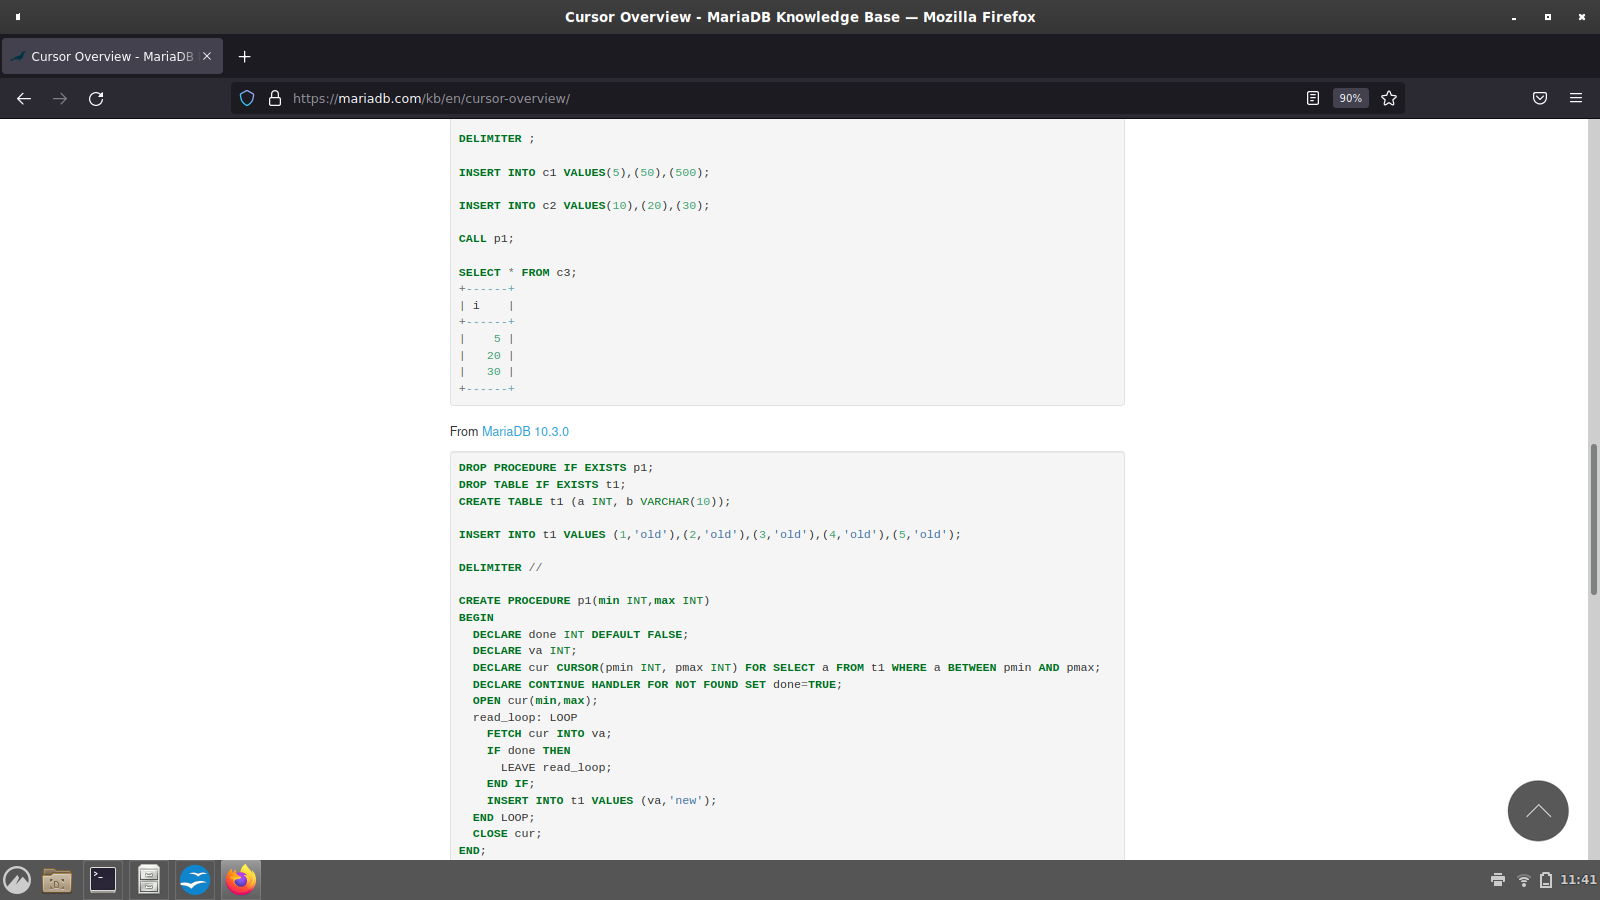 Cursor Overview - MariaDB Knowledge Base — Mozilla Firefox
Cursor Overview - MariaDB
https://mariadb.com/kb/en/cursor-overview/
90%
DELIMITER ;
INSERT INTO c1 VALUES(5),(50),(500);
INSERT INTO c2 VALUES(10),(20),(30);
CALL p1;
SELECT * FROM c3;
+------+
| i    |
+------+
|    5 |
|   20 |
|   30 |
+------+
From MariaDB 10.3.0
DROP PROCEDURE IF EXISTS p1;
DROP TABLE IF EXISTS t1;
CREATE TABLE t1 (a INT, b VARCHAR(10));
INSERT INTO t1 VALUES (1,'old'),(2,'old'),(3,'old'),(4,'old'),(5,'old');
DELIMITER //
CREATE PROCEDURE p1(min INT,max INT)
BEGIN
  DECLARE done INT DEFAULT FALSE;
  DECLARE va INT;
  DECLARE cur CURSOR(pmin INT, pmax INT) FOR SELECT a FROM t1 WHERE a BETWEEN pmin AND pmax;
  DECLARE CONTINUE HANDLER FOR NOT FOUND SET done=TRUE;
  OPEN cur(min,max);
  read_loop: LOOP
    FETCH cur INTO va;
    IF done THEN
      LEAVE read_loop;
    END IF;
    INSERT INTO t1 VALUES (va,'new');
  END LOOP;
  CLOSE cur;
END;
11:41